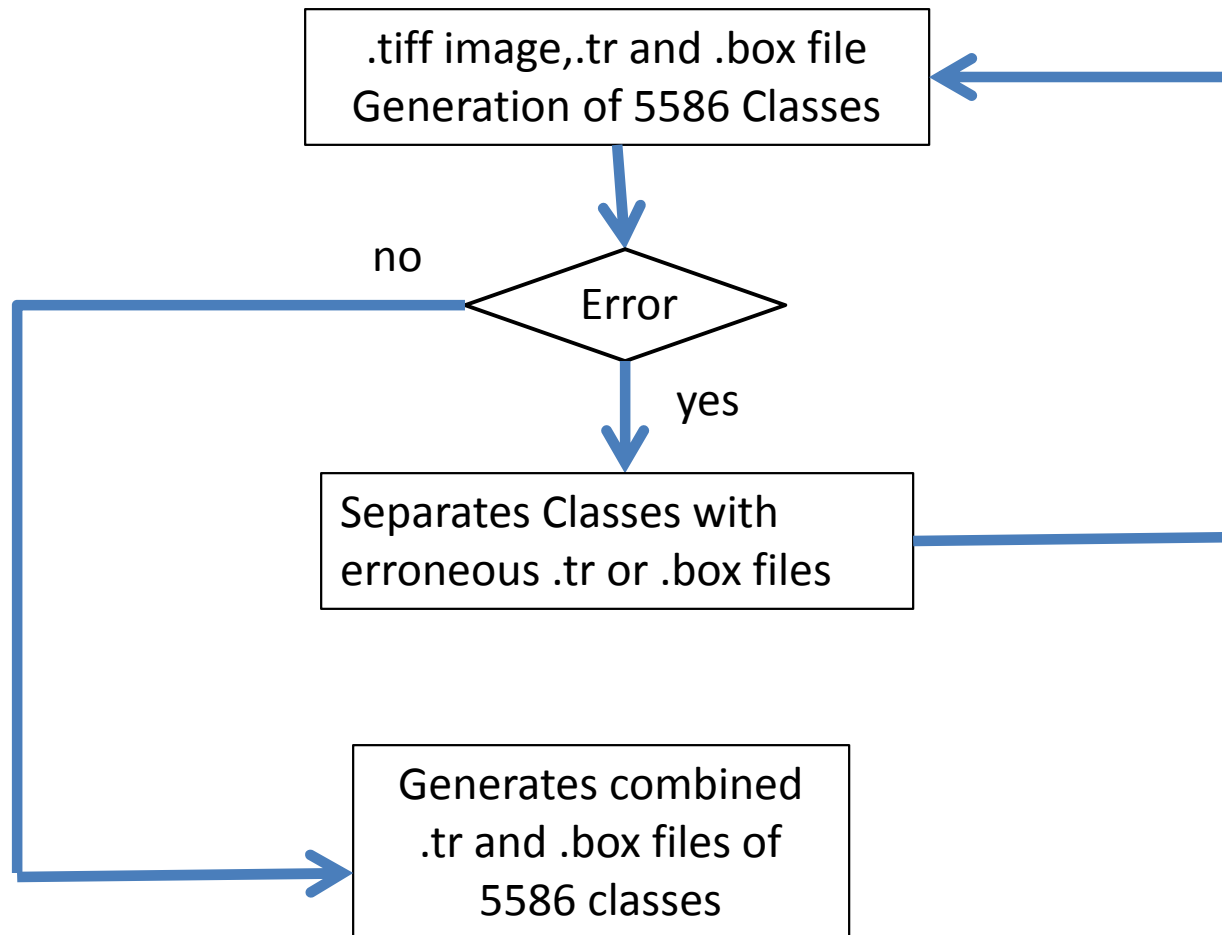 .tiff image,.tr and .box file
Generation of 5586 Classes
no
Error
yes
Separates Classes with
erroneous .tr or .box files
Generates combined
.tr and .box files of
5586 classes